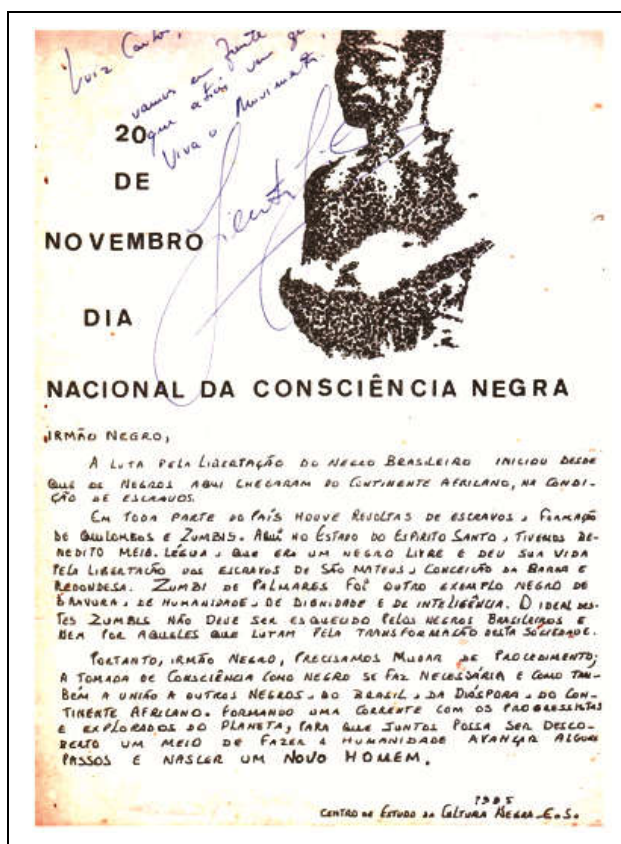 Luiz Carlos,
vamos em frente
que atrás vem
Viva o Movimento.
20
DE
NOVEMBRO
DIA
NACIONAL DA CONSCIÊNCIA NEGRA
IRMÃO NEGRO,
A LUTA PELA LIBERTAÇÃO DO NEGRO BRASILEIRO INICIOU DESDE
QUE OS NEGROS AQUI CHEGARAM DO CONTINENTE AFRICANO, NA CONDI-
ÇÃO DE ESCRAVOS.
EM TODA PARTE DO PAÍS HOUVE REVOLTAS DE ESCRAVOS, FORMAÇÃO
DE QUILOMBOS E ZUMBIS. AQUI NO ESTADO DO ESPÍRITO SANTO, TIVEMOS BE-
NEDITO MEIA. LÉGUA, QUE ERA UM NEGRO LIVRE E DEU SUA VIDA
PELA LIBERTAÇÃO DOS ESCRAVOS DE SÃO MATEUS, CONCEIÇÃO DA BARRA E
REDONDESA. ZUMBI DE PALMARES FOI OUTRO EXEMPLO NEGRO DE
BRAVURA, DE HUMANIDADE, DE DIGNIDADE E DE INTELIGÊNCIA. O IDEAL DES-
TES ZUMBIS NÃO DEVE SER ESQUECIDO PELOS NEGROS BRASILEIROS E
NEM POR AQUELES QUE LUTAM PELA TRANSFORMAÇÃO DESTA SOCIEDADE.
PORTANTO, IRMÃO NEGRO, PRECISAMOS MUDAR DE PROCEDIMENTO;
A TOMADA DE CONSCIÊNCIA COMO NEGRO SE FAZ NECESSÁRIA E COMO TAM-
BÉM A UNIÃO A OUTROS NEGROS, DO BRASIL, DA DIÁSPORA, DO CON-
TINENTE AFRICANO. FORMANDO UMA CORRENTE COM OS PROGRESSISTAS
E EXPLORADOS DO PLANETA, PARA QUE JUNTOS POSSA SER DESCO-
BERTO UM MEIO DE FAZER A HUMANIDADE AVANÇAR ALGUNS
PASSOS E NASCER UM NOVO HOMEM.
1985
CENTRO DE ESTUDO DA CULTURA NEGRA_E.S.